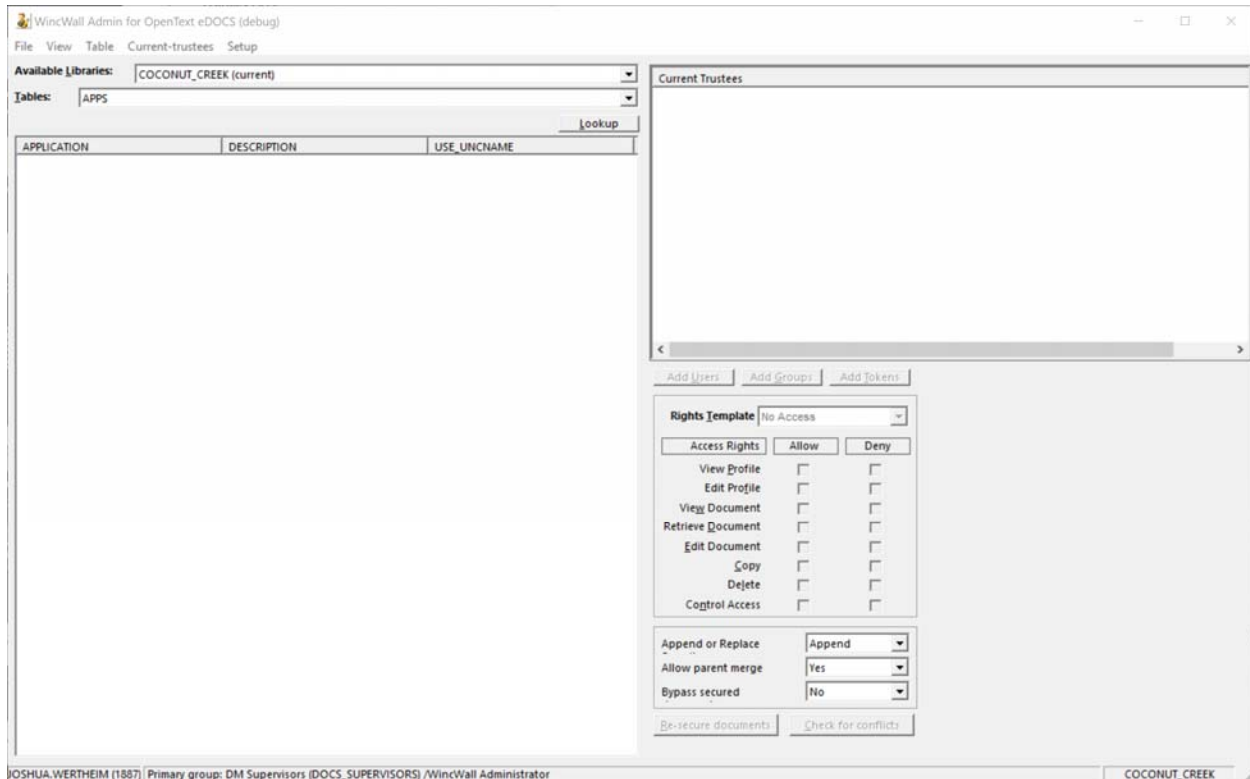 WincWall Admin for OpenText eDOCS (debug)
File View Table Current-trustees Setup
Available Libraries: COCONUT_CREEK (current)
Tables: APPS
Lookup
APPLICATION DESCRIPTION USE_UNCNAME
Current Trustees
Add Users Add Groups Add Tokens
Rights Template No Access
Access Rights Allow Deny
View Profile
Edit Profile
View Document
Retrieve Document
Edit Document
Copy
Delete
Control Access
Append or Replace Append
Allow parent merge Yes
Bypass secured No
Re-secure documents Check for conflicts
JOSHUA.WERTHEIM (1887) Primary group: DM Supervisors (DOCS_SUPERVISORS) /WincWall Administrator COCONUT_CREEK